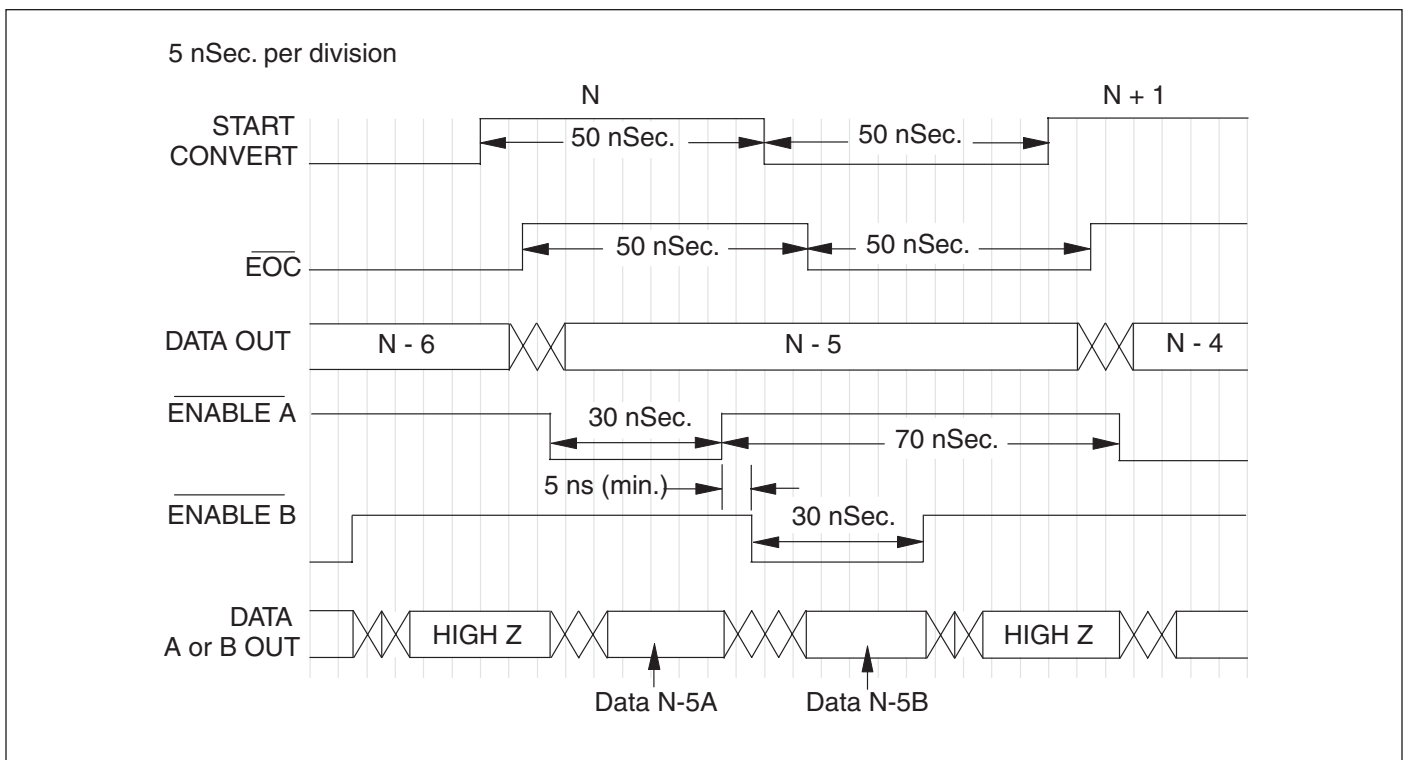 5 nSec. per division
N
N + 1
START
CONVERT
50 nSec.
50 nSec.
EOC
50 nSec.
50 nSec.
DATA OUT
N - 6
N - 5
N - 4
ENABLE A
30 nSec.
70 nSec.
5 ns (min.)
ENABLE B
30 nSec.
DATA
A or B OUT
HIGH Z
HIGH Z
Data N-5A
Data N-5B